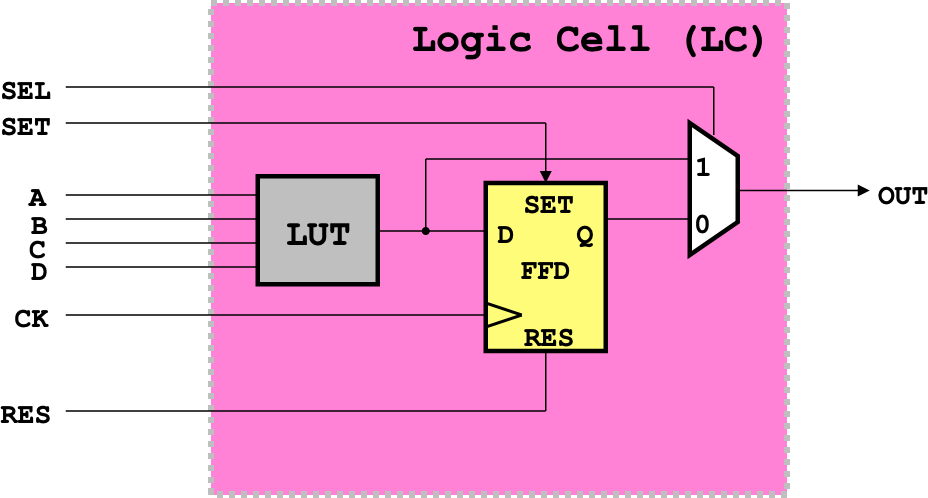 Logic Cell (LC)
SEL
SET
1
A
SET
OUT
B
LUT
D
Q
0
C
D
FFD
CK
RES
RES